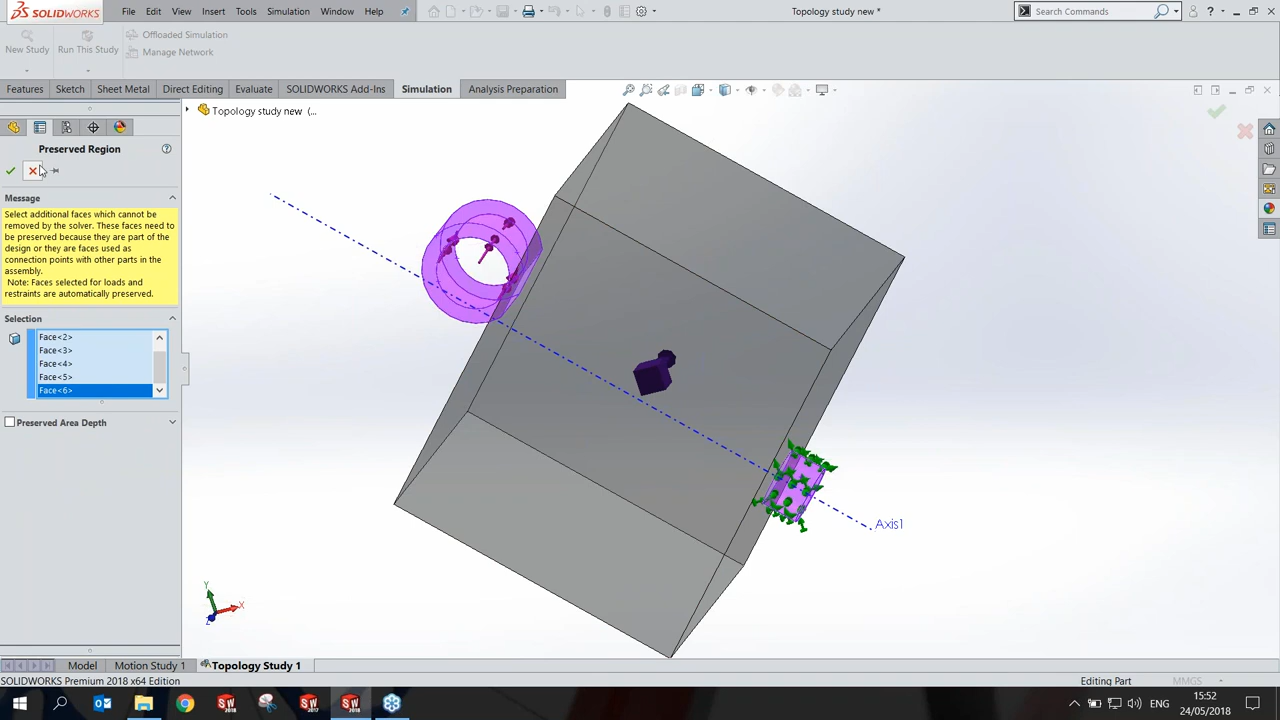 SOLIDWORKS
File Edit View Insert Tools Simulation Window Help
Topology study new *
Search Commands
New Study
Run This Study
Offloaded Simulation
Manage Network
Features Sketch Sheet Metal Direct Editing Evaluate SOLIDWORKS Add-Ins Simulation Analysis Preparation
Topology study new (...
Preserved Region
Message
Select additional faces which cannot be
removed by the solver. These faces need to
be preserved because they are part of the
design or they are faces used as
connection points with other parts in the
assembly.
Note: Faces selected for loads and
restraints are automatically preserved.
Selection
Face<2>
Face<3>
Face<4>
Face<5>
Face<6>
Preserved Area Depth
Axis1
Y
X
Z
Model Motion Study 1 Topology Study 1
SOLIDWORKS Premium 2018 x64 Edition
Editing Part
MMGS
ENG
15:52
24/05/2018